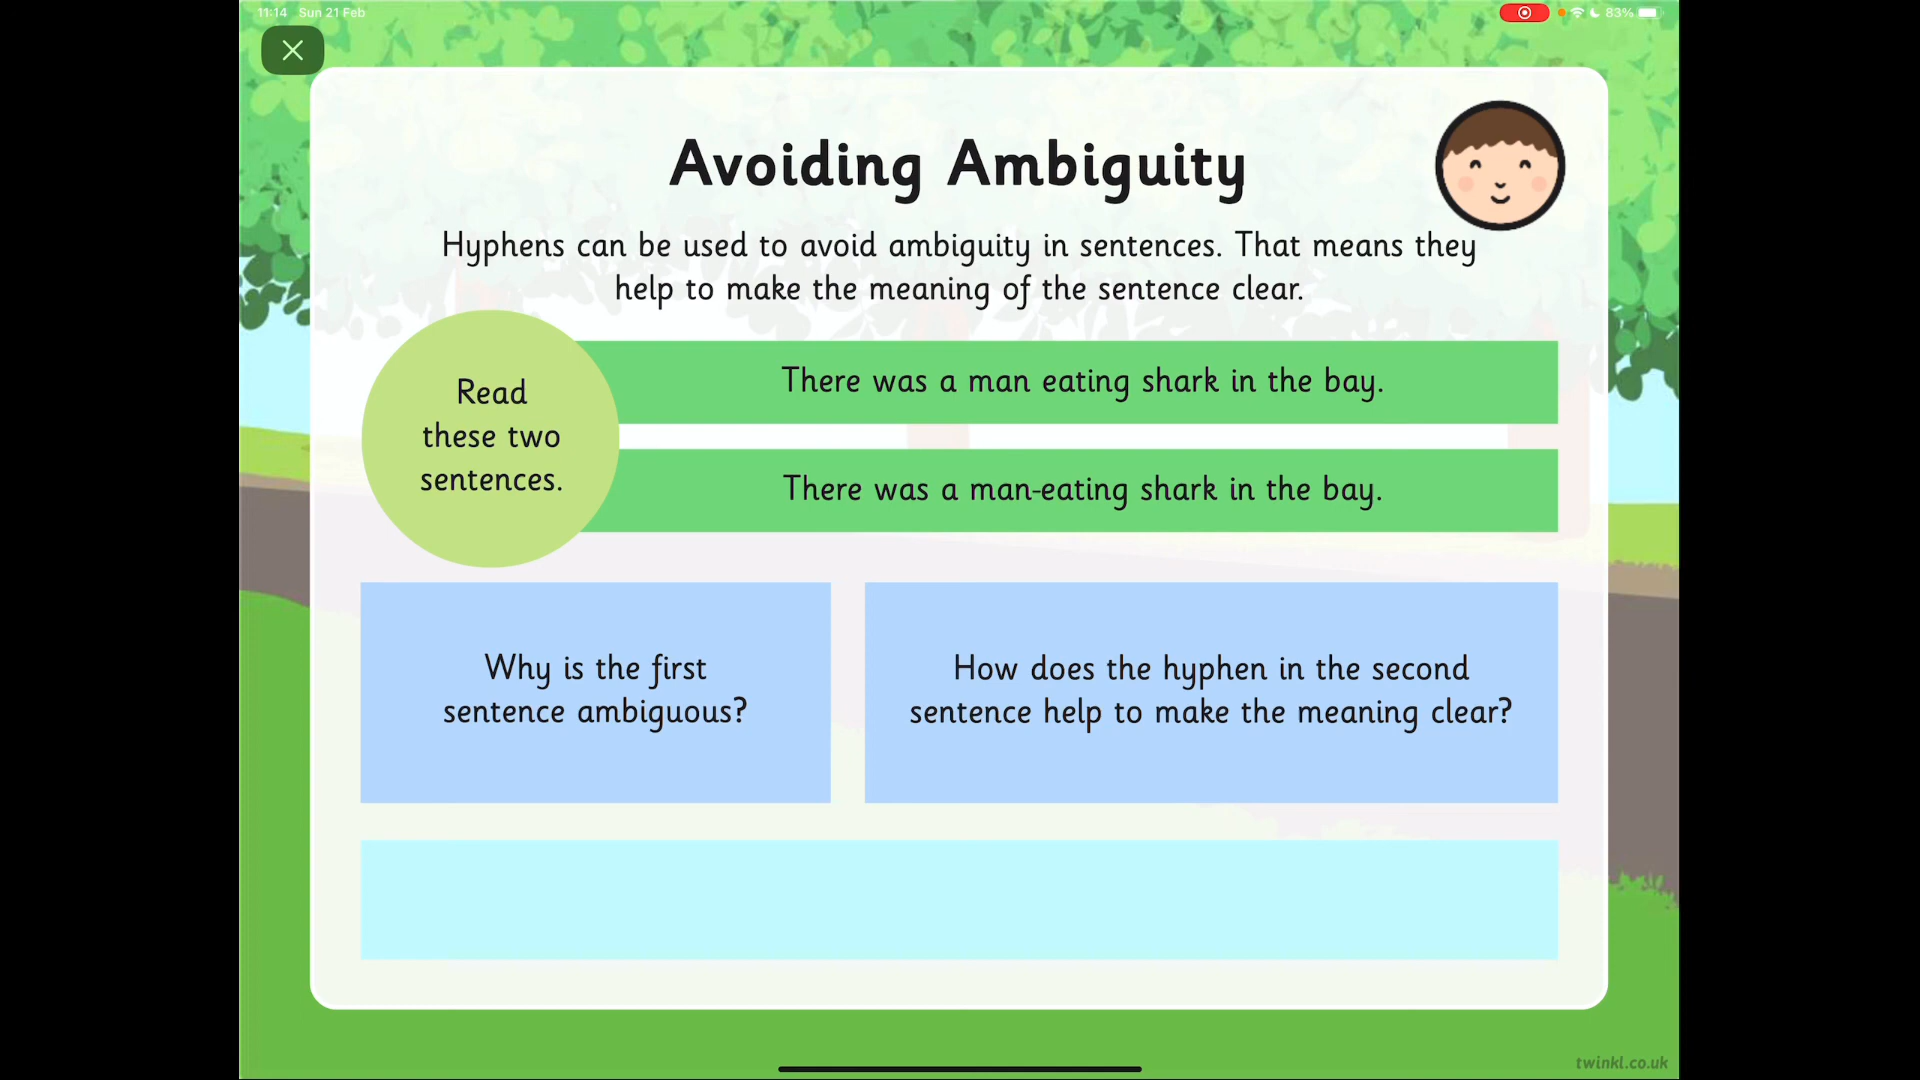 11:14 Sun 21 Feb
83%
Avoiding Ambiguity
Hyphens can be used to avoid ambiguity in sentences. That means they
help to make the meaning of the sentence clear.
Read
these two
sentences.
There was a man eating shark in the bay.
There was a man-eating shark in the bay.
Why is the first
sentence ambiguous?
How does the hyphen in the second
sentence help to make the meaning clear?
twinkl.co.uk